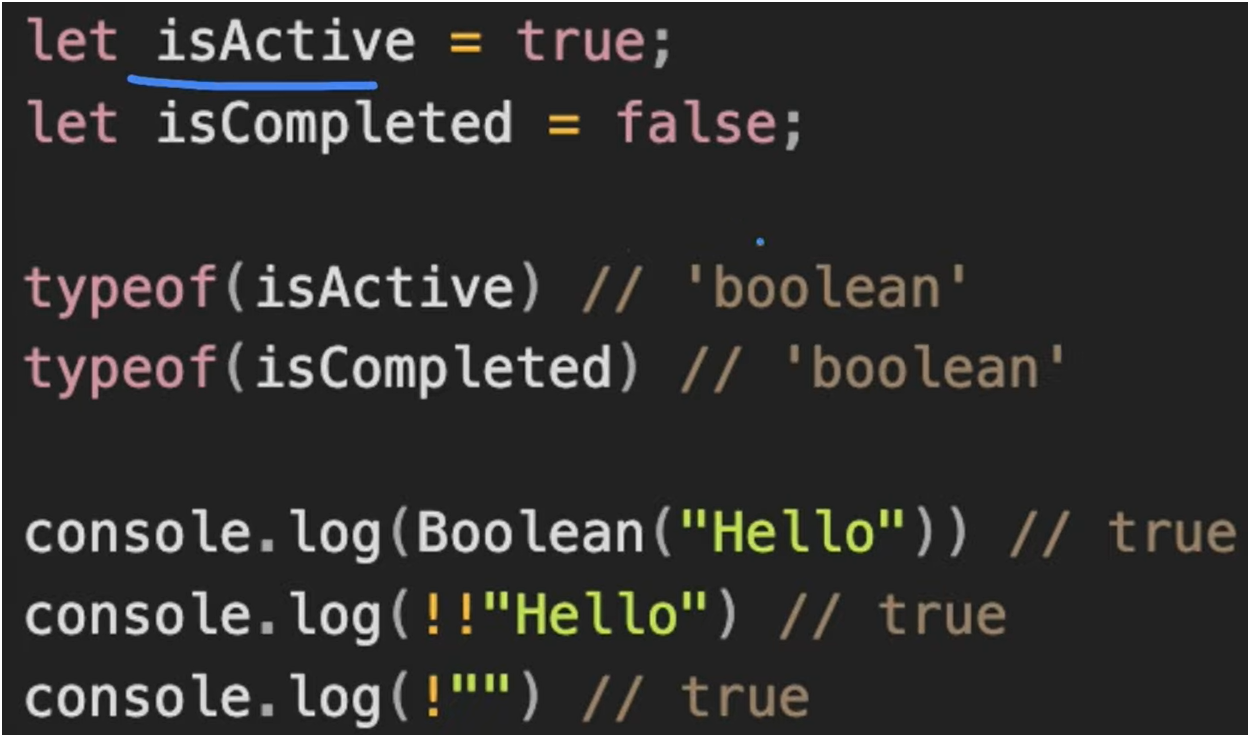 let isActive = true;
let isCompleted = false;
typeof(isActive) // 'boolean'
typeof(isCompleted) // 'boolean'
console.log(Boolean("Hello")) // true
console.log(!!"Hello") // true
console.log(!"") // true